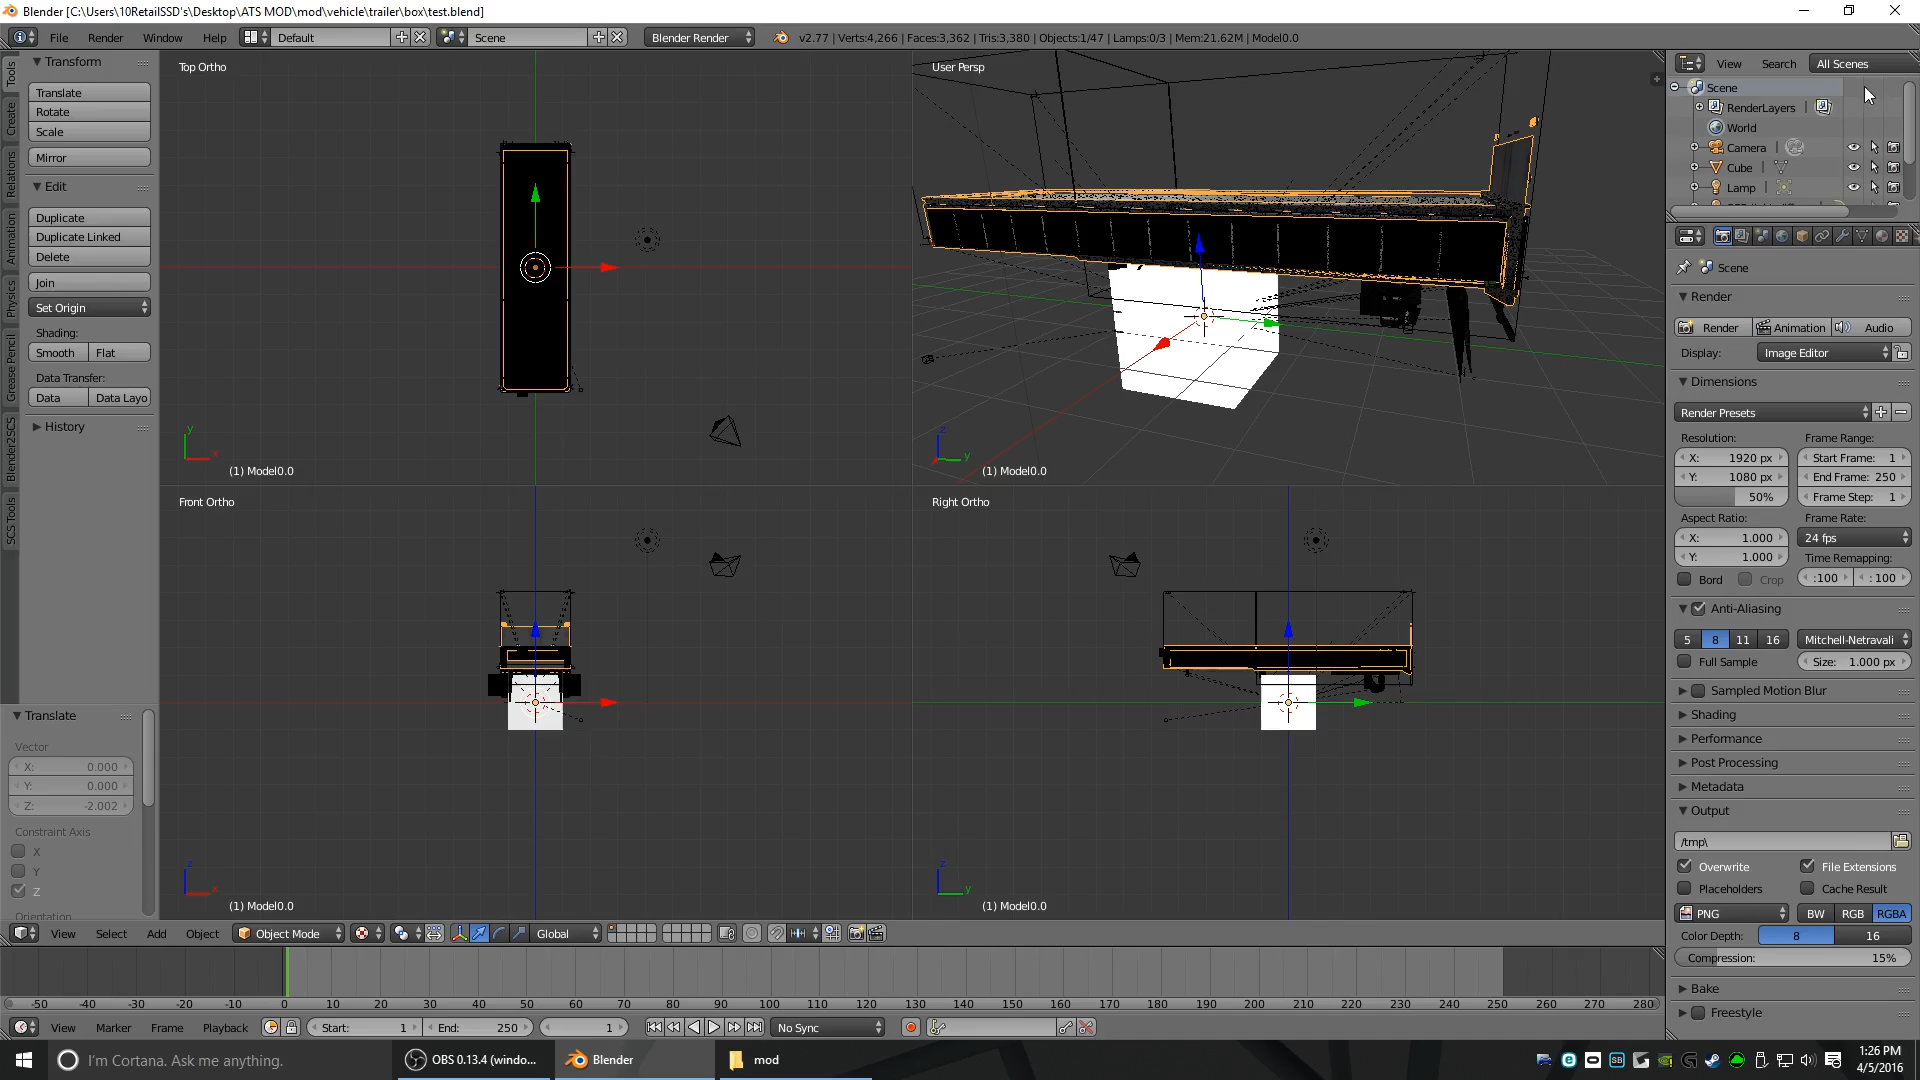 Blender [C:\Users\10RetailSSD's\Desktop\ATS MOD\mod\vehicle\trailer\box\test.blend]
File Render Window Help Default Scene Blender Render v2.77 | Verts:4,266 | Faces:3,362 | Tris:3,380 | Objects:1/47 | Lamps:0/3 | Mem:21.62M | Model0.0
Tools
Create
Relations
Animation
Physics
Grease Pencil
Blender2SCS
SCS Tools
Transform
Translate
Rotate
Scale
Mirror
Edit
Duplicate
Duplicate Linked
Delete
Join
Set Origin
Shading:
Smooth Flat
Data Transfer:
Data Data Layo
History
Translate
Vector
X: 0.000
Y: 0.000
Z: -2.002
Constraint Axis
X
Y
Z
Orientation
Top Ortho
y
x
(1) Model0.0
User Persp
z
y
(1) Model0.0
Front Ortho
z
x
(1) Model0.0
Right Ortho
z
y
(1) Model0.0
View Select Add Object Object Mode Global
-50 -40 -30 -20 -10 0 10 20 30 40 50 60 70 80 90 100 110 120 130 140 150 160 170 180 190 200 210 220 230 240 250 260 270 280
View Marker Frame Playback Start: 1 End: 250 1 No Sync
View Search All Scenes
Scene
RenderLayers |
World
Camera |
Cube |
Lamp |
Scene
Render
Render Animation Audio
Display: Image Editor
Dimensions
Render Presets
Resolution: Frame Range:
X: 1920 px Start Frame: 1
Y: 1080 px End Frame: 250
50% Frame Step: 1
Aspect Ratio: Frame Rate:
X: 1.000 24 fps
Y: 1.000 Time Remapping:
Bord Crop :100 : 100
Anti-Aliasing
5 8 11 16 Mitchell-Netravali
Full Sample Size: 1.000 px
Sampled Motion Blur
Shading
Performance
Post Processing
Metadata
Output
/tmp\
Overwrite File Extensions
Placeholders Cache Result
PNG BW RGB RGBA
Color Depth: 8 16
Compression: 15%
Bake
Freestyle
I'm Cortana. Ask me anything. OBS 0.13.4 (windo... Blender mod
SB
1:26 PM
4/5/2016